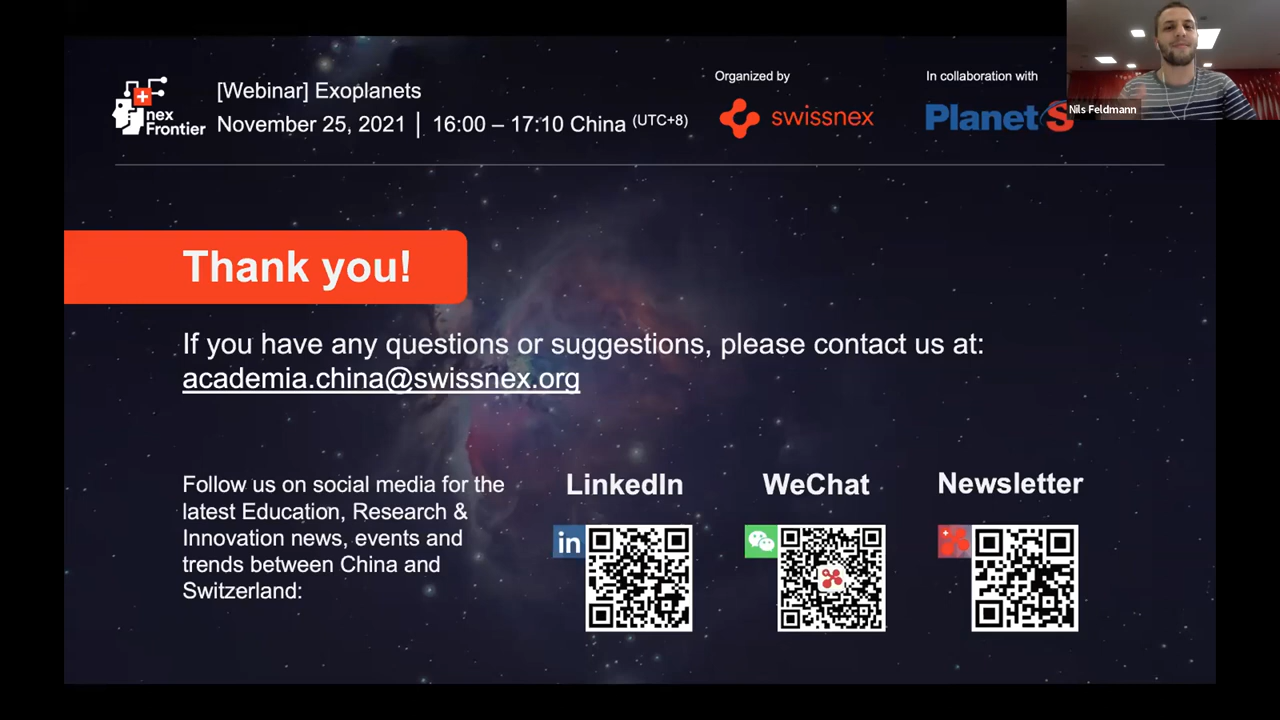 nex
Frontier
[Webinar] Exoplanets
November 25, 2021 | 16:00 – 17:10 China (UTC+8)
Organized by
swissnex
In collaboration with
Planet S
Nils Feldmann
Thank you!
If you have any questions or suggestions, please contact us at:
academia.china@swissnex.org
Follow us on social media for the
latest Education, Research &
Innovation news, events and
trends between China and
Switzerland:
LinkedIn
in
WeChat
Newsletter